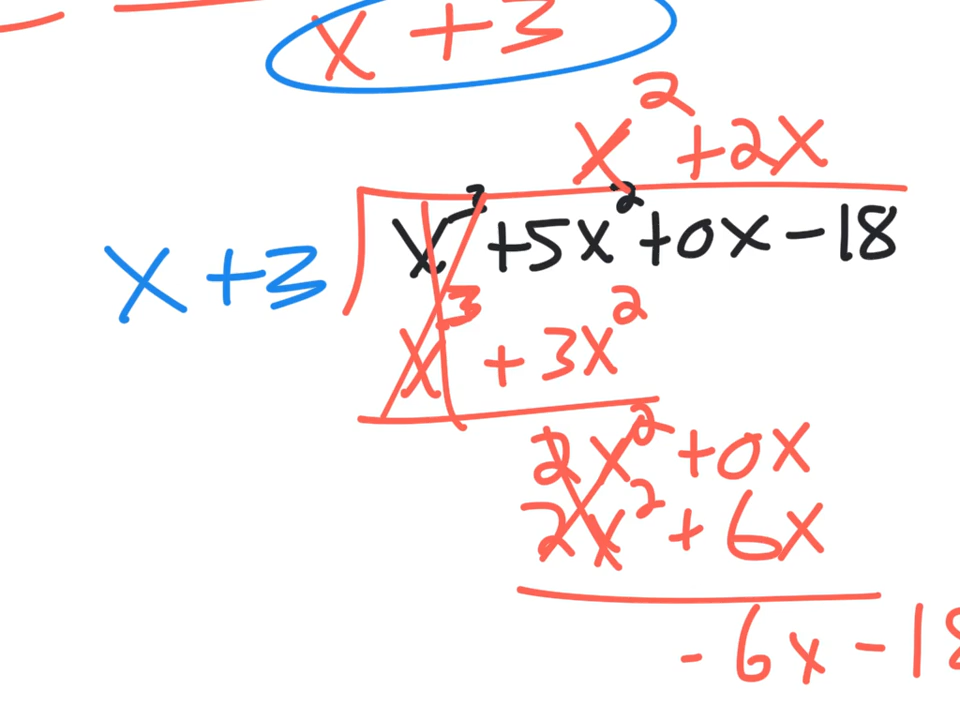 x + 3
x² + 2x
x + 3 x³ + 5x² + 0x - 18
x³ + 3x²
2x² + 0x
2x² + 6x
- 6x - 18